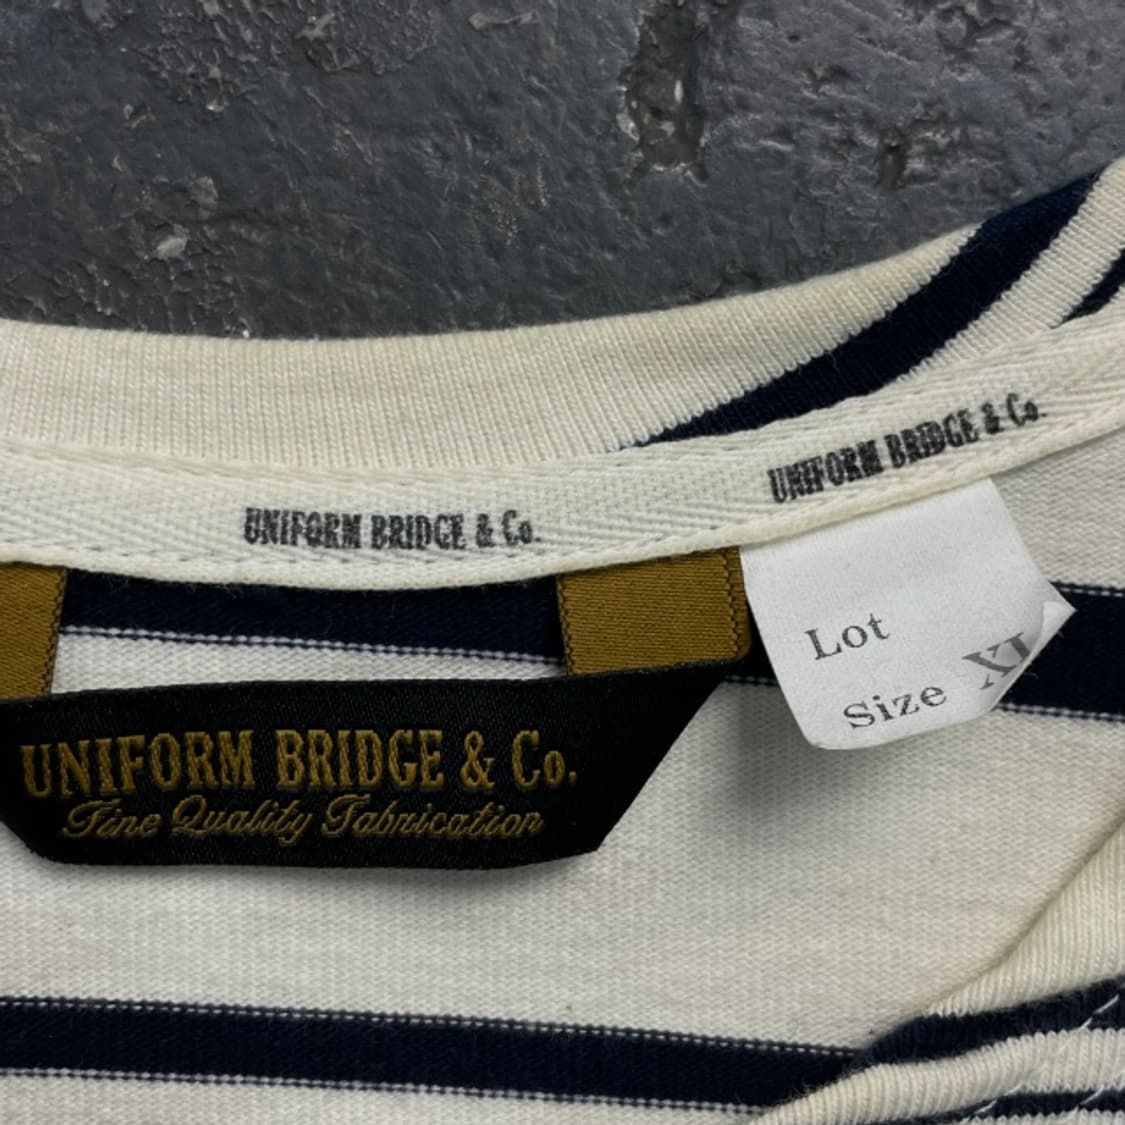 UNIFORM BRIDGE & Co.
UNIFORM BRIDGE & Co.
Lot
Size XL
UNIFORM BRIDGE & Co.
Fine Quality Fabrication